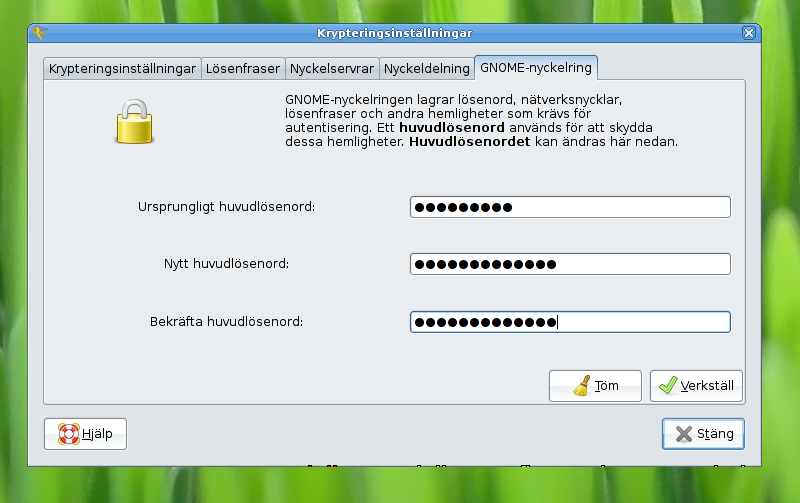 Krypteringsinställningar
Krypteringsinställningar Lösenfraser Nyckelservrar Nyckeldelning GNOME-nyckelring
GNOME-nyckelringen lagrar lösenord, nätverksnycklar,
lösenfraser och andra hemligheter som krävs för
autentisering. Ett huvudlösenord används för att skydda
dessa hemligheter. Huvudlösenordet kan ändras här nedan.
Ursprungligt huvudlösenord: ●●●●●●●●●
Nytt huvudlösenord: ●●●●●●●●●●●●●
Bekräfta huvudlösenord: ●●●●●●●●●●●●●
Töm Verkställ
Hjälp Stäng